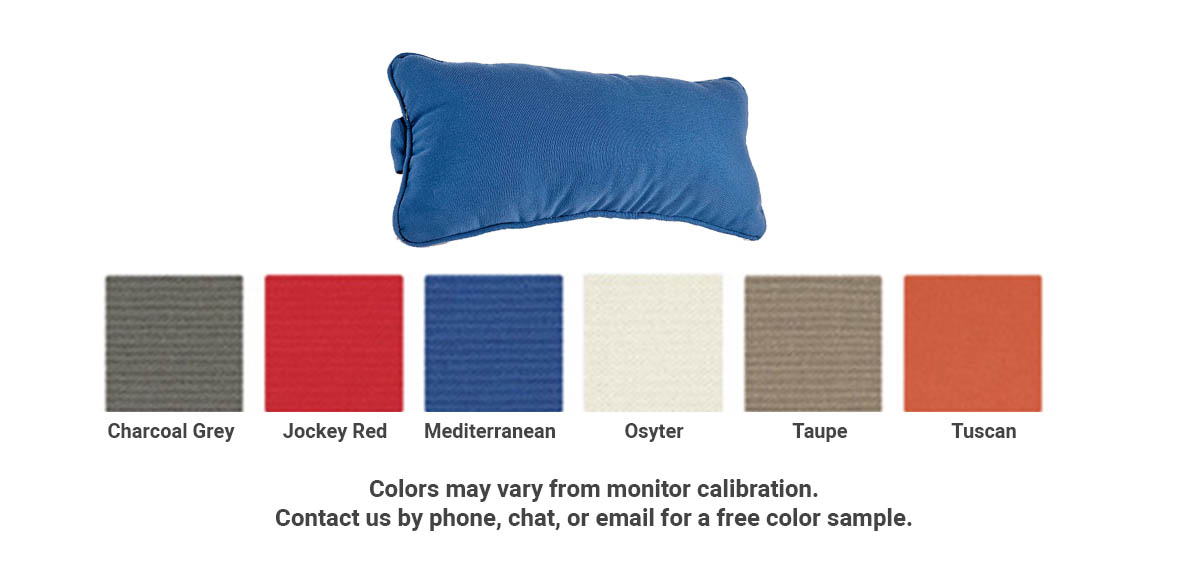 Charcoal Grey
Jockey Red
Mediterranean
Osyter
Taupe
Tuscan
Colors may vary from monitor calibration.
Contact us by phone, chat, or email for a free color sample.